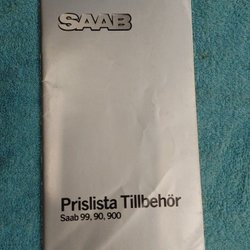 SAAB
Prislista Tillbehör
Saab 99, 90, 900